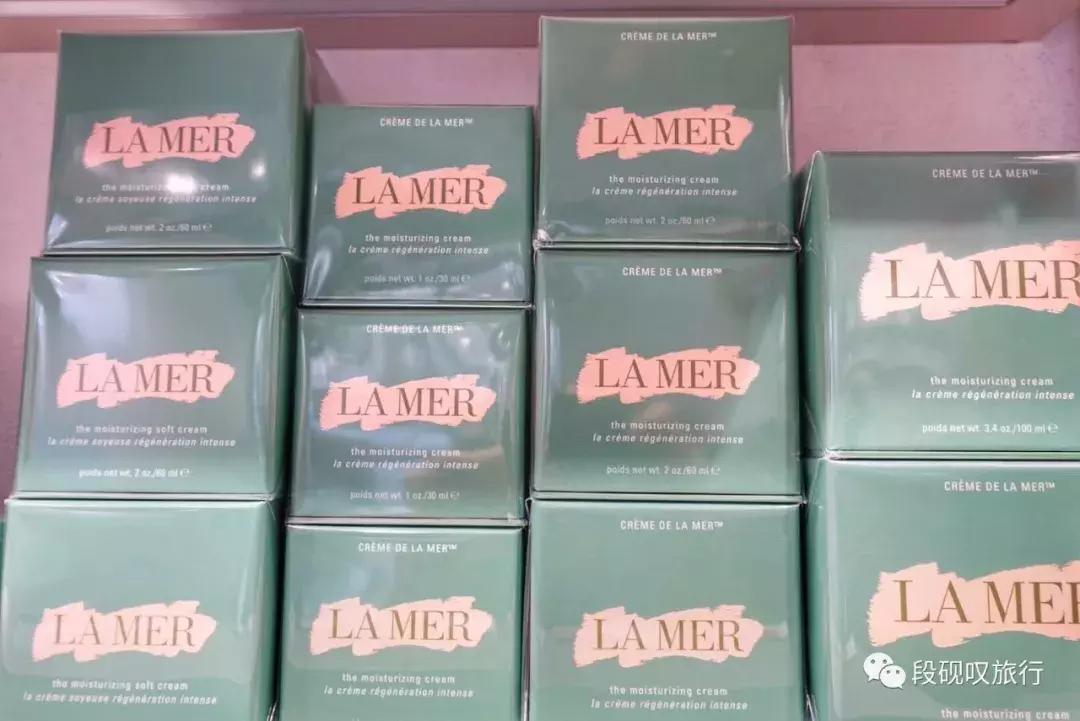 LA MER
the moisturizing soft cream
la crème soyeuse régénération intense
poids net wt. 2 oz./60 ml ℮
CRÈME DE LA MER™
LA MER
the moisturizing cream
la crème régénération intense
poids net wt. 1 oz./30 ml ℮
CRÈME DE LA MER™
LA MER
the moisturizing cream
la crème régénération intense
poids net wt. 2 oz./60 ml ℮
CRÈME DE LA MER™
LA MER
the moisturizing cream
la crème régénération intense
poids net wt. 3.4 oz./100 ml ℮
LA MER
the moisturizing soft cream
la crème soyeuse régénération intense
poids net wt. 2 oz./60 ml ℮
CRÈME DE LA MER™
LA MER
the moisturizing cream
la crème régénération intense
poids net wt. 1 oz./30 ml ℮
CRÈME DE LA MER™
LA MER
the moisturizing cream
la crème régénération intense
poids net wt. 2 oz./60 ml ℮
CRÈME DE LA MER™
LA MER
the moisturizing cream
LA MER
the moisturizing soft cream
la crème soyeuse régénération intense
CRÈME DE LA MER™
LA MER
the moisturizing cream
la crème régénération intense
CRÈME DE LA MER™
LA MER
the moisturizing cream
la crème régénération intense
段砚叹旅行